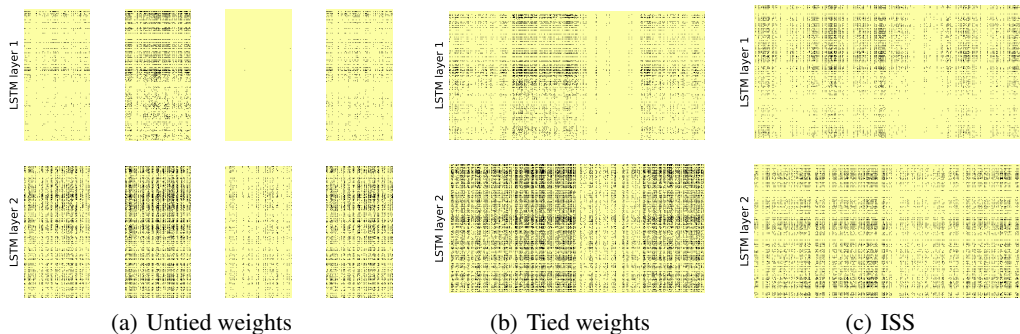 LSTM layer 1
LSTM layer 1
LSTM layer 1
LSTM layer 2
LSTM layer 2
LSTM layer 2
(a) Untied weights
(b) Tied weights
(c) ISS